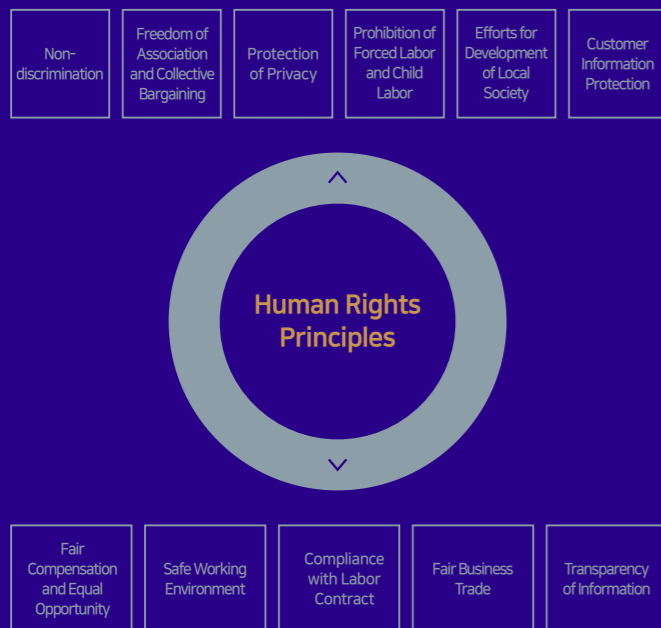 Non-
discrimination
Freedom of
Association
and Collective
Bargaining
Protection
of Privacy
Prohibition of
Forced Labor
and Child
Labor
Efforts for
Development
of Local
Society
Customer
Information
Protection
Human Rights
Principles
Fair
Compensation
and Equal
Opportunity
Safe Working
Environment
Compliance
with Labor
Contract
Fair Business
Trade
Transparency
of Information